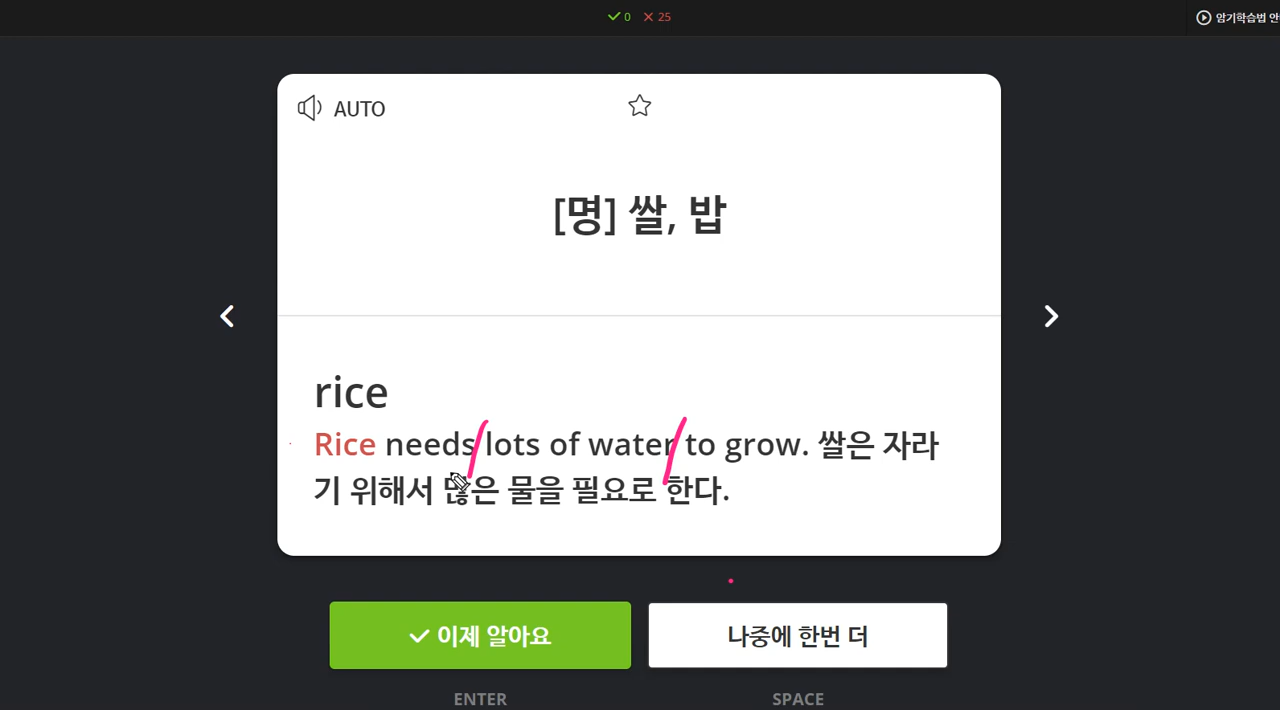 0 25
암기학습법 안
AUTO
[명] 쌀, 밥
rice
Rice needs lots of water to grow. 쌀은 자라
기 위해서 많은 물을 필요로 한다.
이제 알아요 나중에 한번 더
ENTER SPACE